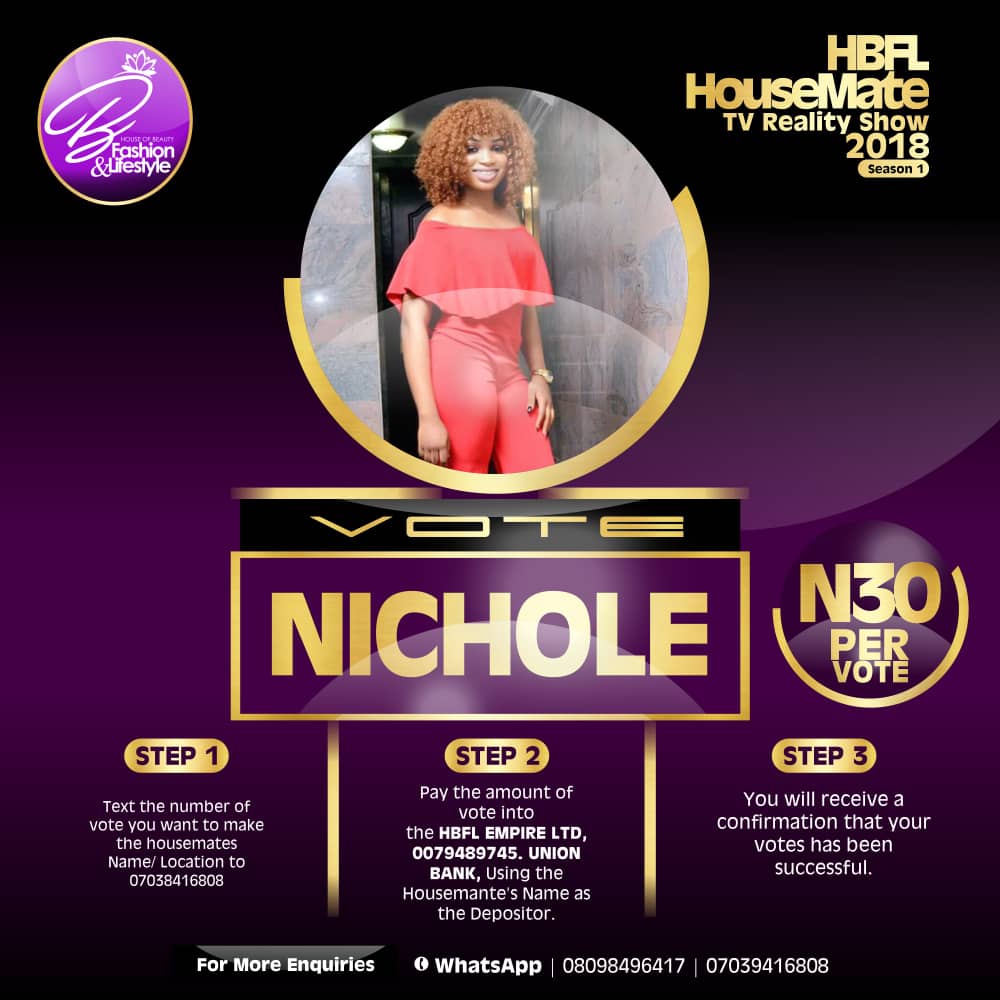 HOUSE OF BEAUTY
Fashion
&Lifestyle
HBFL
HouseMate
TV Reality Show
2018
Season 1
VOTE
NICHOLE
N30
PER
VOTE
STEP 1
Text the number of
vote you want to make
the housemates
Name/ Location to
07038416808
STEP 2
Pay the amount of
vote into
the HBFL EMPIRE LTD,
0079489745. UNION
BANK, Using the
Housemante's Name as
the Depositor.
STEP 3
You will receive a
confirmation that your
votes has been
successful.
For More Enquiries WhatsApp | 08098496417 | 07039416808